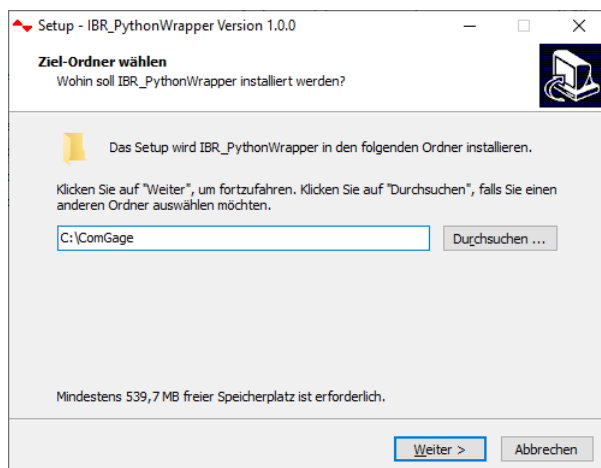 Setup - IBR_PythonWrapper Version 1.0.0
Ziel-Ordner wählen
Wohin soll IBR_PythonWrapper installiert werden?
Das Setup wird IBR_PythonWrapper in den folgenden Ordner installieren.
Klicken Sie auf "Weiter", um fortzufahren. Klicken Sie auf "Durchsuchen", falls Sie einen
anderen Ordner auswählen möchten.
C:\ComGage
Durchsuchen ...
Mindestens 539,7 MB freier Speicherplatz ist erforderlich.
Weiter > Abbrechen